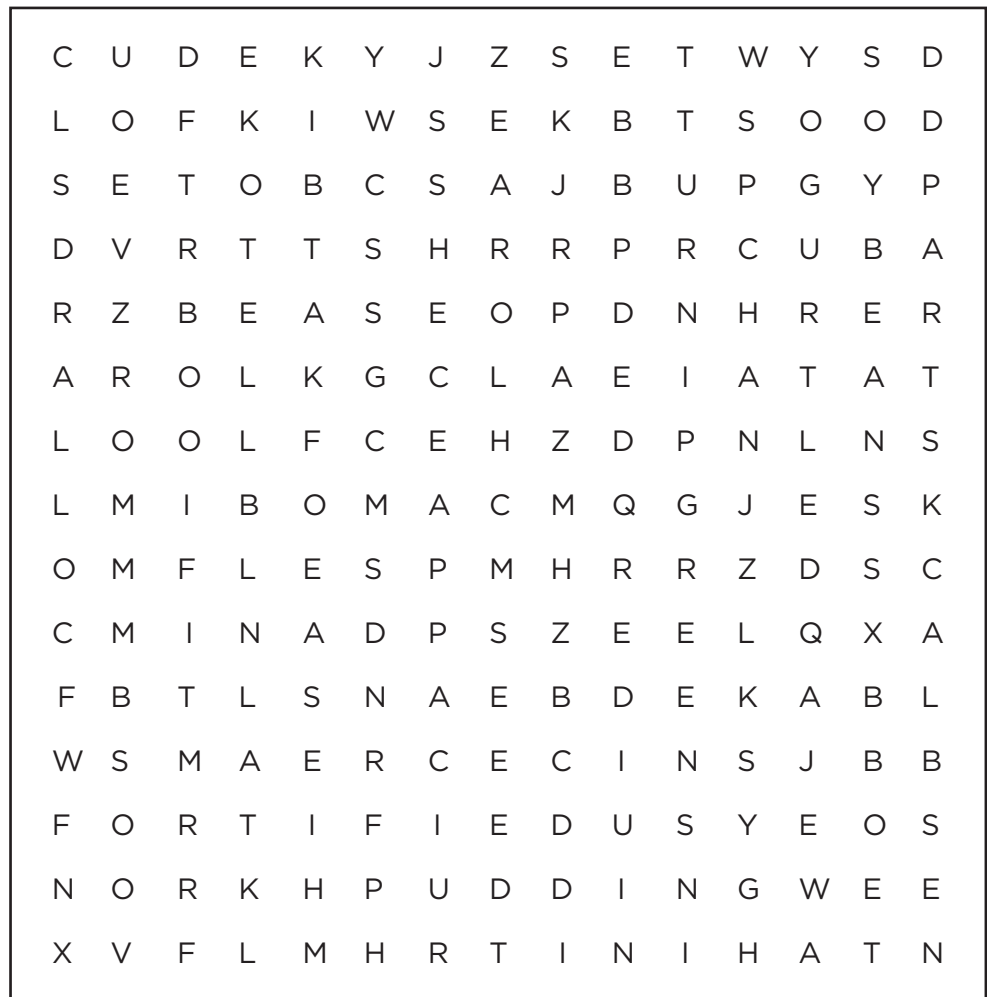 C U D E K Y J Z S E T W Y S D
L O F K I W S E K B T S O O D
S E T O B C S A J B U P G Y P
D V R T T S H R R P R C U B A
R Z B E A S E O P D N H R E R
A R O L K G C L A E I A T A T
L O O L F C E H Z D P N L N S
L M I B O M A C M Q G J E S K
O M F L E S P M H R R Z D S C
C M I N A D P S Z E E L Q X A
F B T L S N A E B D E K A B L
W S M A E R C E C I N S J B B
F O R T I F I E D U S Y E O S
N O R K H P U D D I N G W E E
X V F L M H R T I N I H A T N